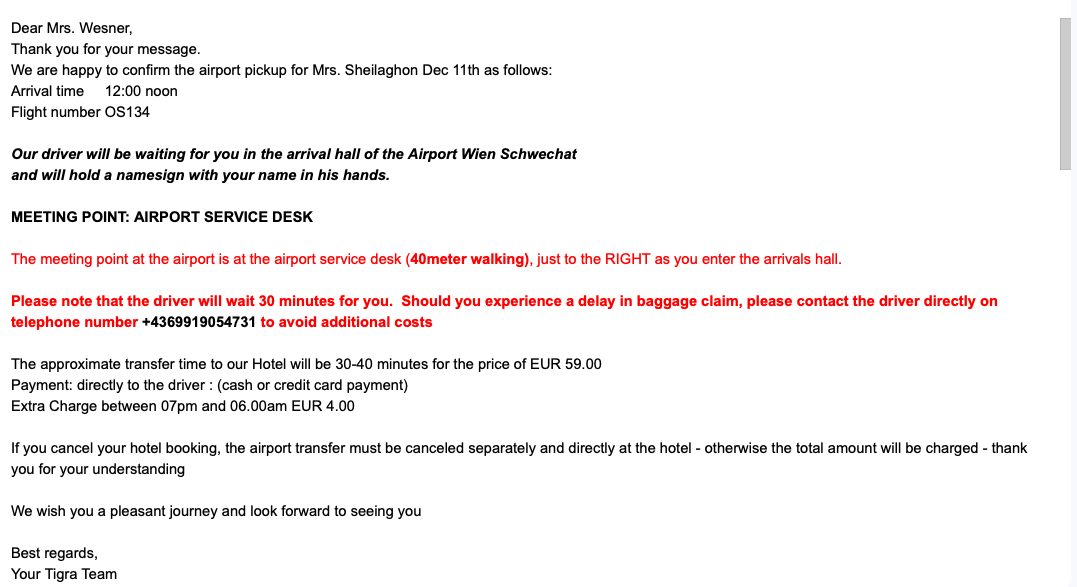 Dear Mrs. Wesner,
Thank you for your message.
We are happy to confirm the airport pickup for Mrs. Sheilaghon Dec 11th as follows:
Arrival time 12:00 noon
Flight number OS134
Our driver will be waiting for you in the arrival hall of the Airport Wien Schwechat
and will hold a namesign with your name in his hands.
MEETING POINT: AIRPORT SERVICE DESK
The meeting point at the airport is at the airport service desk (40meter walking), just to the RIGHT as you enter the arrivals hall.
Please note that the driver will wait 30 minutes for you. Should you experience a delay in baggage claim, please contact the driver directly on
telephone number +4369919054731 to avoid additional costs
The approximate transfer time to our Hotel will be 30-40 minutes for the price of EUR 59.00
Payment: directly to the driver : (cash or credit card payment)
Extra Charge between 07pm and 06.00am EUR 4.00
If you cancel your hotel booking, the airport transfer must be canceled separately and directly at the hotel - otherwise the total amount will be charged - thank
you for your understanding
We wish you a pleasant journey and look forward to seeing you
Best regards,
Your Tigra Team